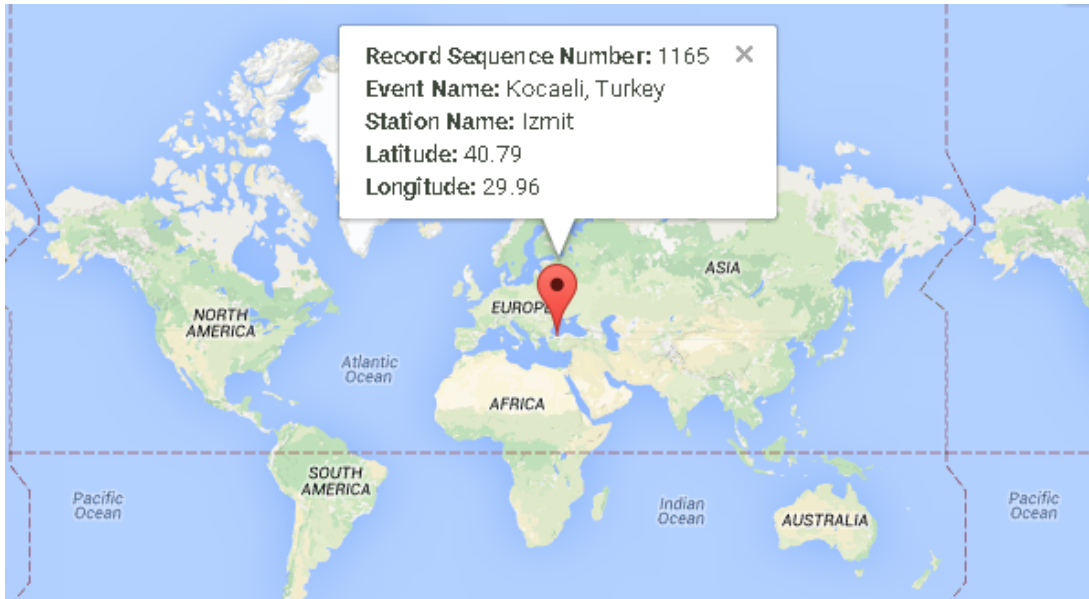 Record Sequence Number: 1165
Event Name: Kocaeli, Turkey
Station Name: Izmit
Latitude: 40.79
Longitude: 29.96
ASIA
NORTH
AMERICA
EUROPE
Atlantic
Ocean
AFRICA
SOUTH
AMERICA
Pacific
Ocean
Indian
Ocean
AUSTRALIA
Pacific
Ocean